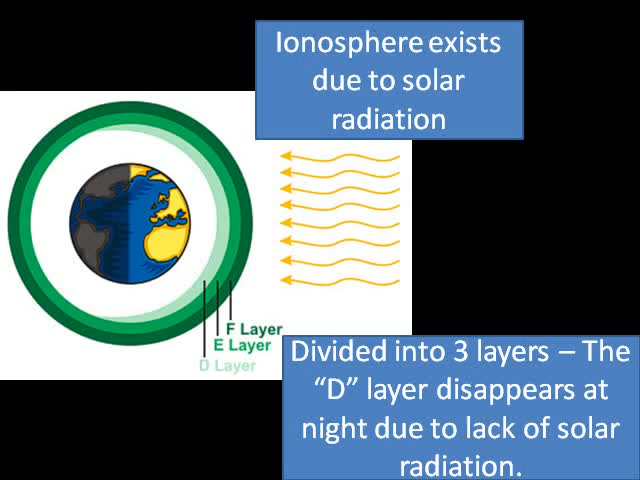 Ionosphere exists
due to solar
radiation
F Layer
E Layer
D Layer
Divided into 3 layers – The
“D” layer disappears at
night due to lack of solar
radiation.